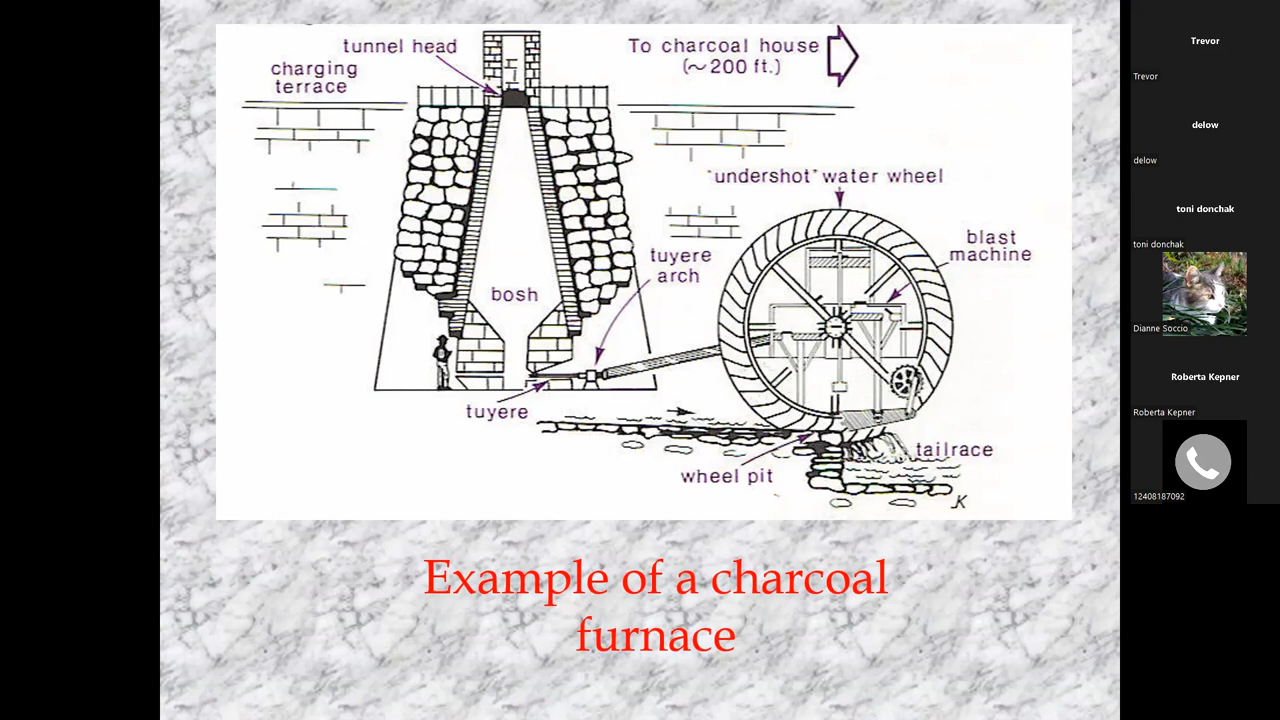 tunnel head
charging
terrace
To charcoal house
(~200 ft.)
"undershot" water wheel
blast
machine
tuyere
arch
bosh
tuyere
wheel pit
tailrace
K
Example of a charcoal
furnace
Trevor
Trevor
delow
delow
toni donchak
toni donchak
Dianne Soccio
Roberta Kepner
Roberta Kepner
12408187092